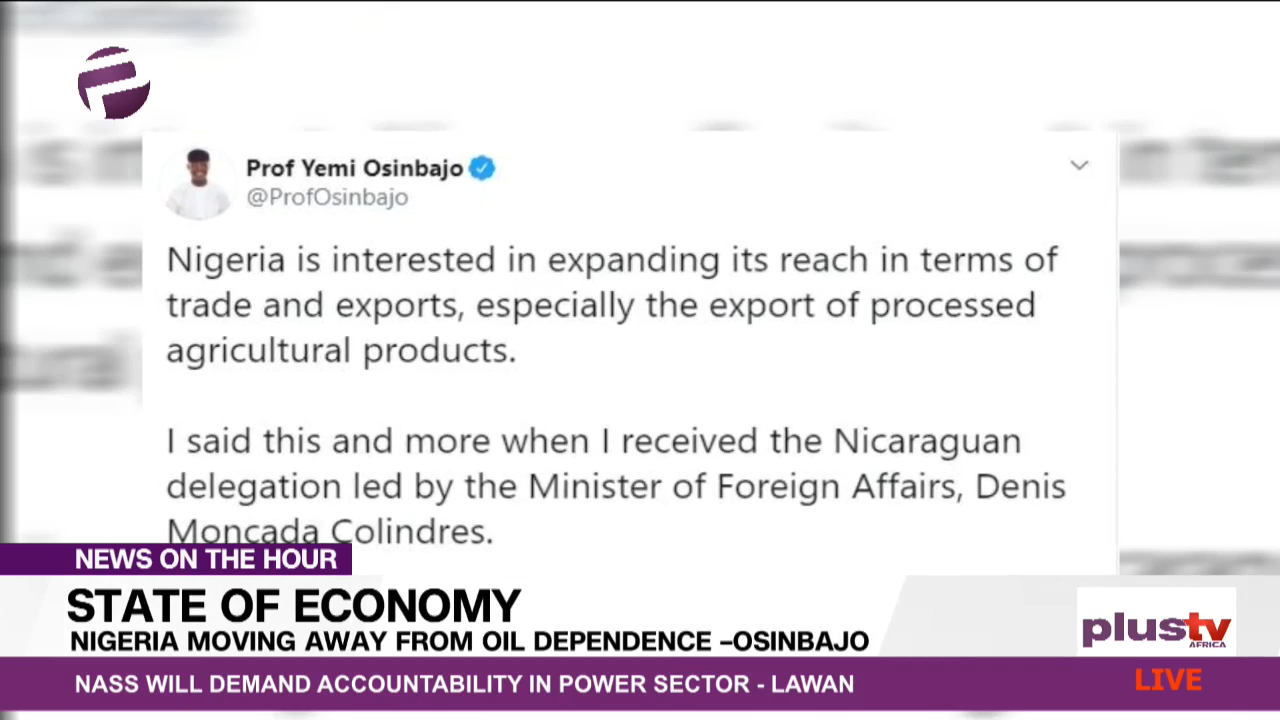 Prof Yemi Osinbajo
@ProfOsinbajo
Nigeria is interested in expanding its reach in terms of
trade and exports, especially the export of processed
agricultural products.
I said this and more when I received the Nicaraguan
delegation led by the Minister of Foreign Affairs, Denis
Moncada Colindres.
NEWS ON THE HOUR
STATE OF ECONOMY
NIGERIA MOVING AWAY FROM OIL DEPENDENCE –OSINBAJO
plustv
AFRICA
NASS WILL DEMAND ACCOUNTABILITY IN POWER SECTOR - LAWAN
LIVE